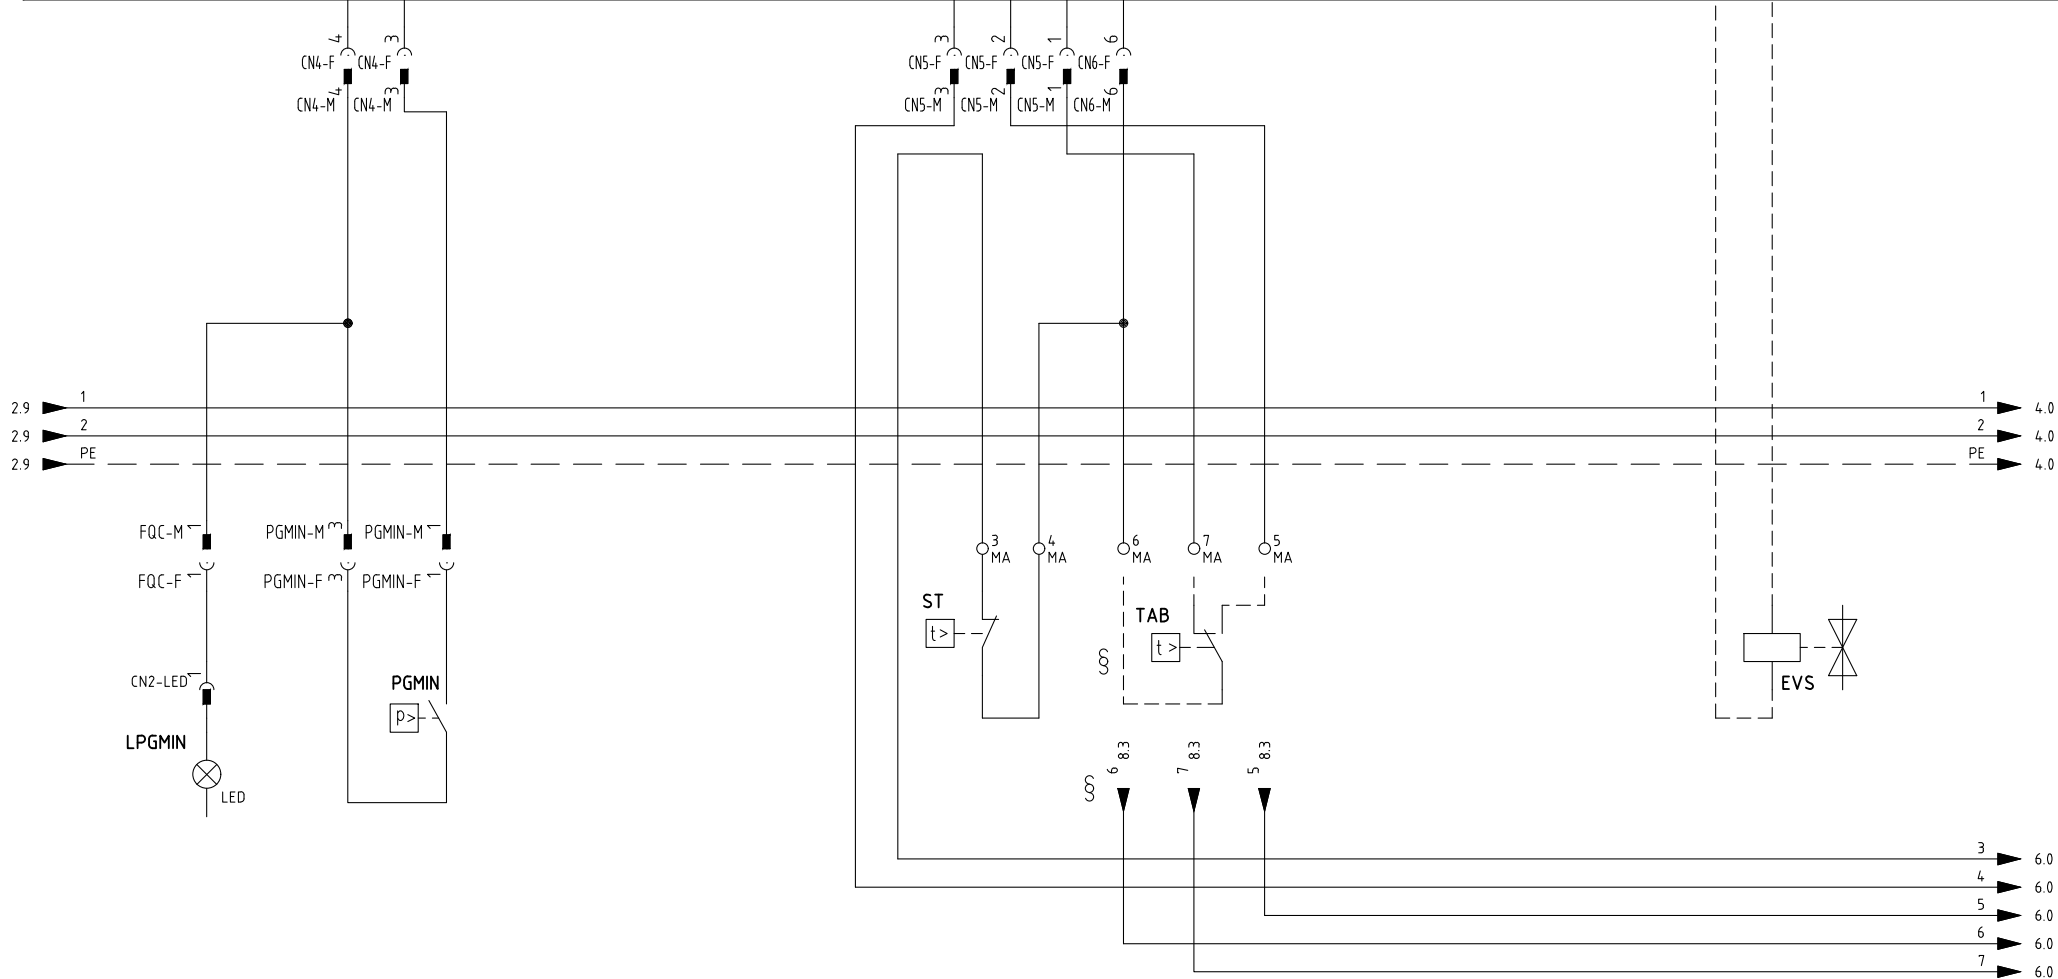 4 3 3 2 1 6
CN4-F CN4-F CN5-F CN5-F CN5-F CN6-F
4 3 3 2 1 6
CN4-M CN4-M CN5-M CN5-M CN5-M CN6-M
2.9 1 1 4.0
2.9 2 2 4.0
2.9 PE PE 4.0
FQC-M 1 PGMIN-M 3 PGMIN-M 1
3 MA 4 MA 6 MA 7 MA 5 MA
FQC-F 1 PGMIN-F 3 PGMIN-F 1
ST
t>
TAB
t >
§
CN2-LED 1
PGMIN
p>
EVS
LPGMIN
LED
8.3 8.3 8.3
6 7 5
§
3 6.0
4 6.0
5 6.0
6 6.0
7 6.0